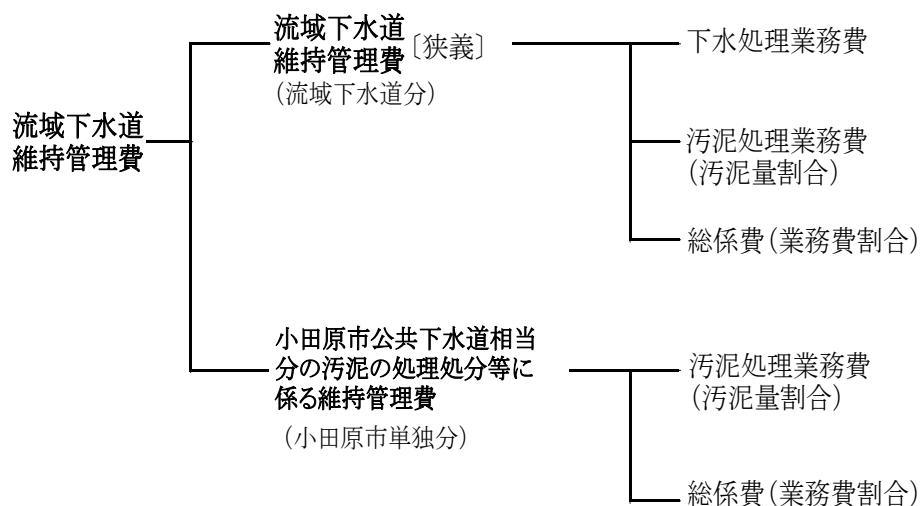 流域下水道
維持管理費
流域下水道
維持管理費〔狭義〕
(流域下水道分)
下水処理業務費
汚泥処理業務費
(汚泥量割合)
総係費(業務費割合)
小田原市公共下水道相当
分の汚泥の処理処分等に
係る維持管理費
(小田原市単独分)
汚泥処理業務費
(汚泥量割合)
総係費(業務費割合)